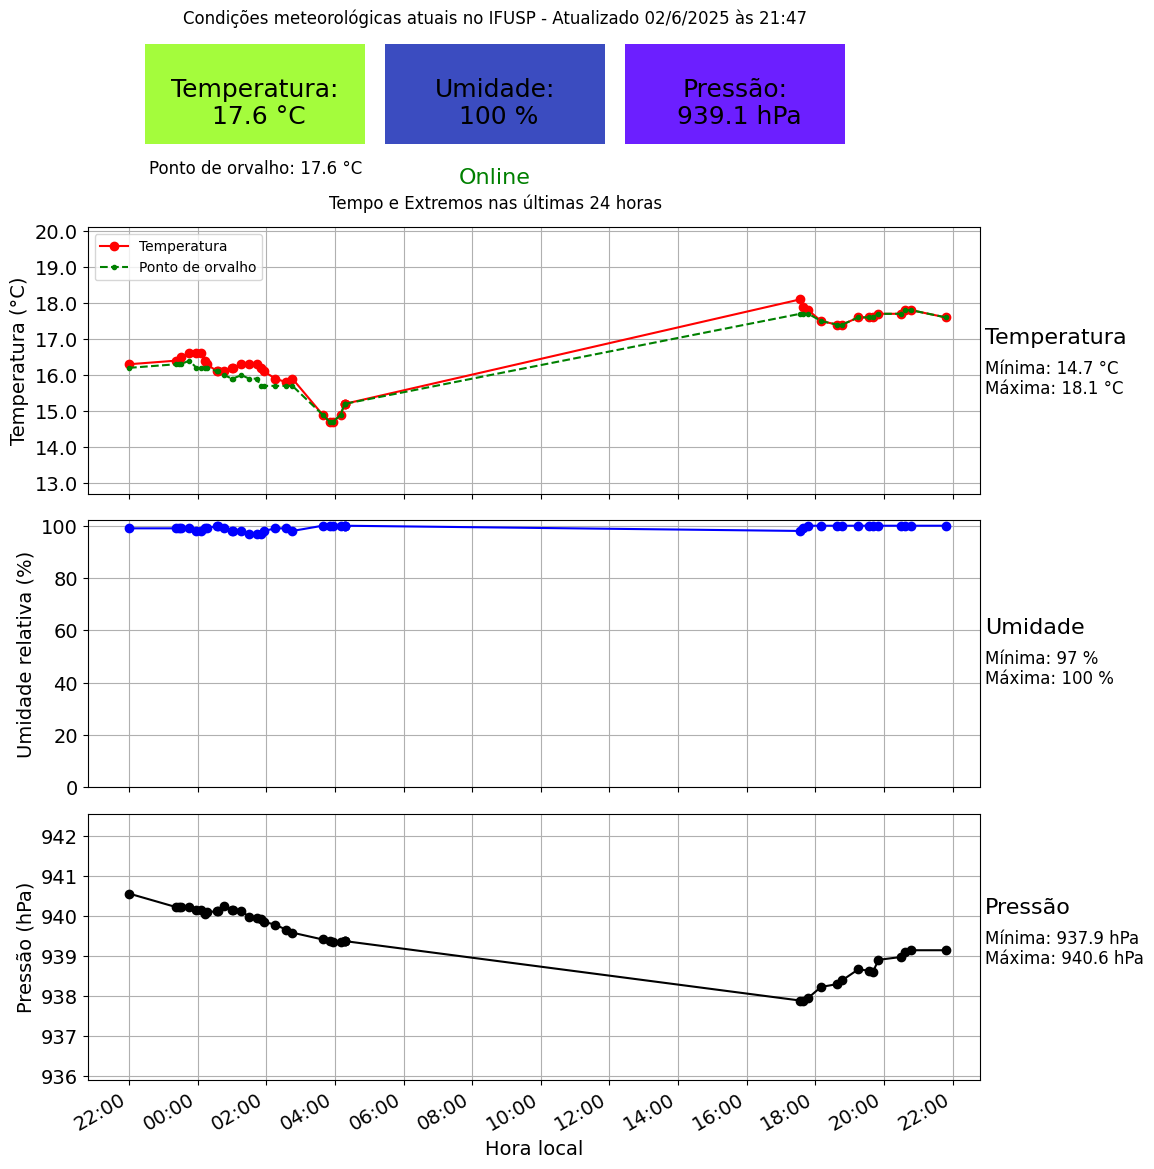 Condições meteorológicas atuais no IFUSP - Atualizado 02/6/2025 às 21:47
Temperatura:
17.6 °C
Umidade:
100 %
Pressão:
939.1 hPa
Ponto de orvalho: 17.6 °C
Online
Tempo e Extremos nas últimas 24 horas
Temperatura (°C)
20.0
19.0
18.0
17.0
16.0
15.0
14.0
13.0
Temperatura
Ponto de orvalho
Temperatura
Mínima: 14.7 °C
Máxima: 18.1 °C
Umidade relativa (%)
100
80
60
40
20
0
Umidade
Mínima: 97 %
Máxima: 100 %
Pressão (hPa)
942
941
940
939
938
937
936
Pressão
Mínima: 937.9 hPa
Máxima: 940.6 hPa
22:00 00:00 02:00 04:00 06:00 08:00 10:00 12:00 14:00 16:00 18:00 20:00 22:00
Hora local